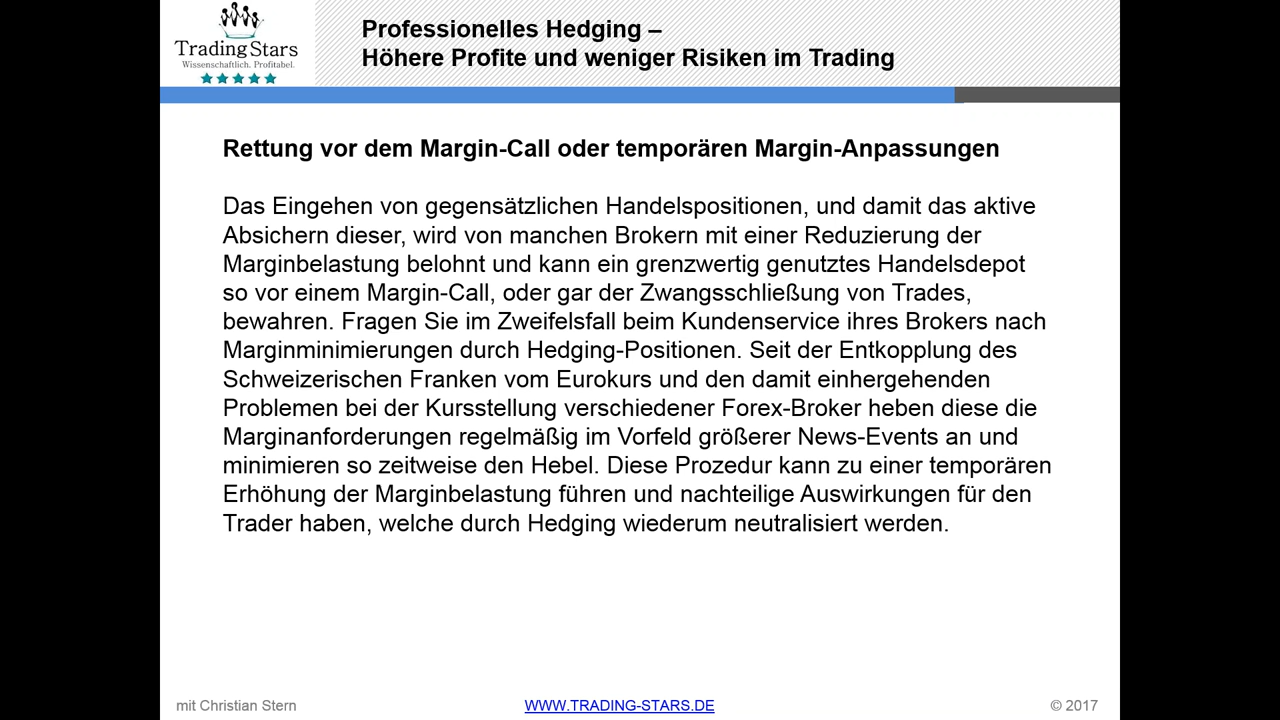 Trading Stars
Wissenschaftlich. Profitabel.
Professionelles Hedging –
Höhere Profite und weniger Risiken im Trading
Rettung vor dem Margin-Call oder temporären Margin-Anpassungen
Das Eingehen von gegensätzlichen Handelspositionen, und damit das aktive
Absichern dieser, wird von manchen Brokern mit einer Reduzierung der
Marginbelastung belohnt und kann ein grenzwertig genutztes Handelsdepot
so vor einem Margin-Call, oder gar der Zwangsschließung von Trades,
bewahren. Fragen Sie im Zweifelsfall beim Kundenservice ihres Brokers nach
Marginminimierungen durch Hedging-Positionen. Seit der Entkopplung des
Schweizerischen Franken vom Eurokurs und den damit einhergehenden
Problemen bei der Kursstellung verschiedener Forex-Broker heben diese die
Marginanforderungen regelmäßig im Vorfeld größerer News-Events an und
minimieren so zeitweise den Hebel. Diese Prozedur kann zu einer temporären
Erhöhung der Marginbelastung führen und nachteilige Auswirkungen für den
Trader haben, welche durch Hedging wiederum neutralisiert werden.
mit Christian Stern
WWW.TRADING-STARS.DE
© 2017